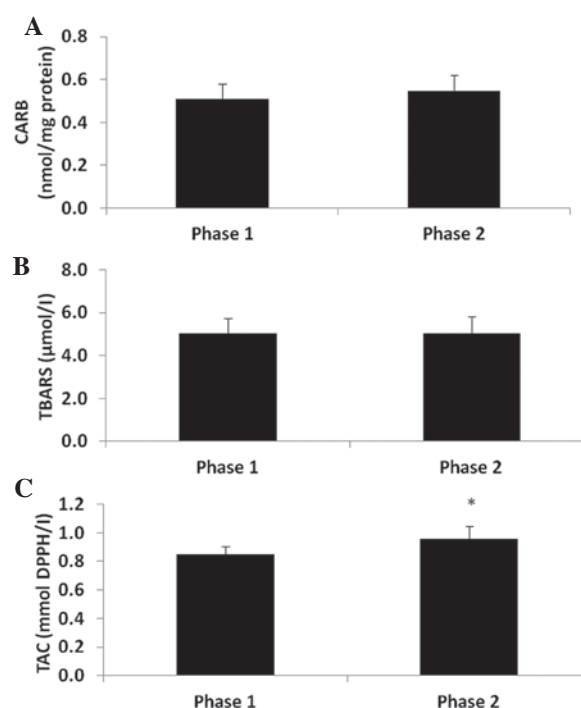 A
CARB
(nmol/mg protein)
0.8
0.6
0.4
0.2
0.0
Phase 1 Phase 2
B
TBARS (μmol/l)
8.0
6.0
4.0
2.0
0.0
Phase 1 Phase 2
C
TAC (mmol DPPH/l)
1.2
1.0
0.8
0.6
0.4
0.2
0.0
*
Phase 1 Phase 2